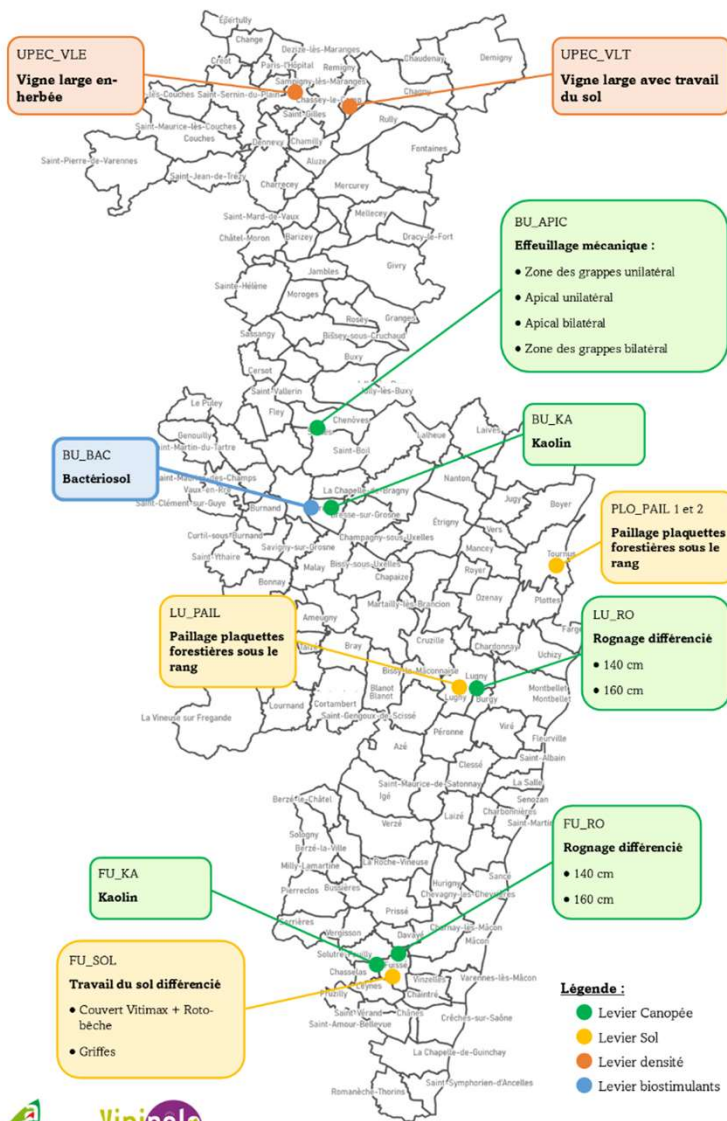 Épertully
Change
Créot
Dezize-lès-Maranges
Paris-l'Hôpital
Remigny
Chaudenay
Demigny
UPEC_VLE
Vigne large en-
herbée
UPEC_VLT
Vigne large avec travail
du sol
Sampigny-lès-Maranges
Saint-Sernin-du-Plain
Chagny
Saint-Gilles
Rully
Saint-Maurice-lès-Couches
Couches
Dennevy
Chamilly
Aluze
Fontaines
Saint-Pierre-de-Varennes
Saint-Jean-de-Trézy
Charrecey
Mercurey
Saint-Mard-de-Vaux
Mellecey
Châtel-Moron
Barizey
Dracy-le-Fort
Givry
Jambles
Sainte-Hélène
Moroges
Granges
Rosey
Bissey-sous-Cruchaud
Sassangy
Buxy
Cersot
BU_APIC
Effeuillage mécanique :
• Zone des grappes unilatéral
• Apical unilatéral
• Apical bilatéral
• Zone des grappes bilatéral
Saint-Vallerin
Le Puley
Fley
Chenôves
Genouilly
Saint-Martin-du-Tartre
Saint-Boil
Lalheue
Laives
BU_KA
Kaolin
BU_BAC
Bactériosol
Nanton
La Chapelle-de-Bragny
Jugy
Boyer
Saint-Clément-sur-Guye
Burnand
Bresse-sur-Grosne
Étrigny
Vers
PLO_PAIL 1 et 2
Paillage plaquettes
forestières sous le
rang
Curtil-sous-Burnand
Champagny-sous-Uxelles
Savigny-sur-Grosne
Mancey
Tournus
Saint-Ythaire
Malay
Bissy-sous-Uxelles
Royer
Bonnay
Chapaize
Ozenay
Plottes
LU_PAIL
Paillage plaquettes
forestières sous le
rang
Martailly-lès-Brancion
Ameugny
Cruzille
Chardonnay
Uchizy
LU_RO
Rognage différencié
• 140 cm
• 160 cm
Bray
Bissy-la-Mâconnaise
Lugny
Lugny
Burgy
Blanot
Blanot
Montbellet
Montbellet
La Vineuse sur Fregande
Lournand
Cortambert
Saint-Gengoux-de-Scissé
Péronne
Viré
Fleurville
Azé
Clessé
Saint-Albain
Saint-Maurice-de-Satonnay
La Salle
Igé
Senozan
Berzé-le-Châtel
Laizé
Charbonnières
Verzé
Saint-Martin
Sologny
Berzé-la-Ville
La Roche-Vineuse
Milly-Lamartine
FU_RO
Rognage différencié
• 140 cm
• 160 cm
Sancé
Hurigny
Chevagny-les-Chevrières
Pierreclos
Bussières
FU_KA
Kaolin
Prissé
Serrières
Charnay-lès-Mâcon
Vergisson
Davayé
Mâcon
Solutré-Pouilly
Fuissé
Chasselas
FU_SOL
Travail du sol différencié
• Couvert Vitimax + Roto-
bèche
• Griffes
Leynes
Vinzelles
Varennes-lès-Mâcon
Pruzilly
Chaintré
Saint-Vérand
Chânes
Crêches-sur-Saône
Saint-Amour-Bellevue
La Chapelle-de-Guinchay
Saint-Symphorien-d'Ancelles
Romanèche-Thorins
Légende :
Levier Canopée
Levier Sol
Levier densité
Levier biostimulants